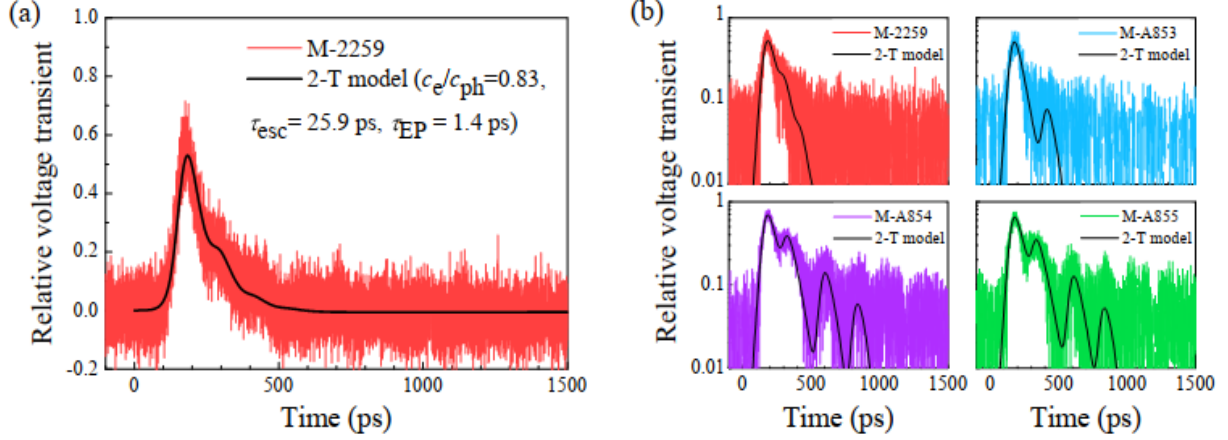 (a)
1.0
0.8
0.6
0.4
0.2
0.0
-0.2
Relative voltage transient
M-2259
2-T model (cₑ/cₚₕ=0.83,
τesc= 25.9 ps, τEP = 1.4 ps)
0
500
1000
1500
Time (ps)
(b)
Relative voltage transient
1
0.1
0.01
M-2259
2-T model
M-A853
2-T model
1
0.1
0.01
M-A854
2-T model
M-A855
2-T model
0
500
1000
1500
0
500
1000
1500
Time (ps)